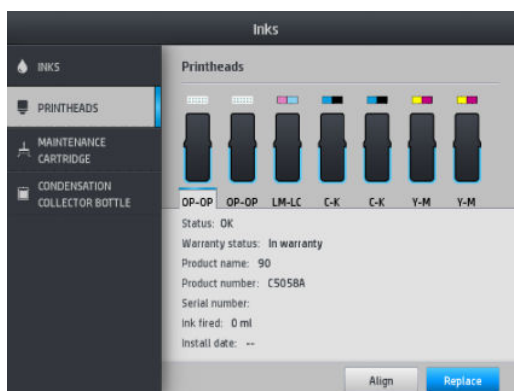 Inks
INKS
PRINTHEADS
MAINTENANCE
CARTRIDGE
CONDENSATION
COLLECTOR BOTTLE
Printheads
OP-OP OP-OP LM-LC C-K C-K Y-M Y-M
Status: OK
Warranty status: In warranty
Product name: 90
Product number: C5058A
Serial number:
Ink fired: 0 ml
Install date: --
Align Replace